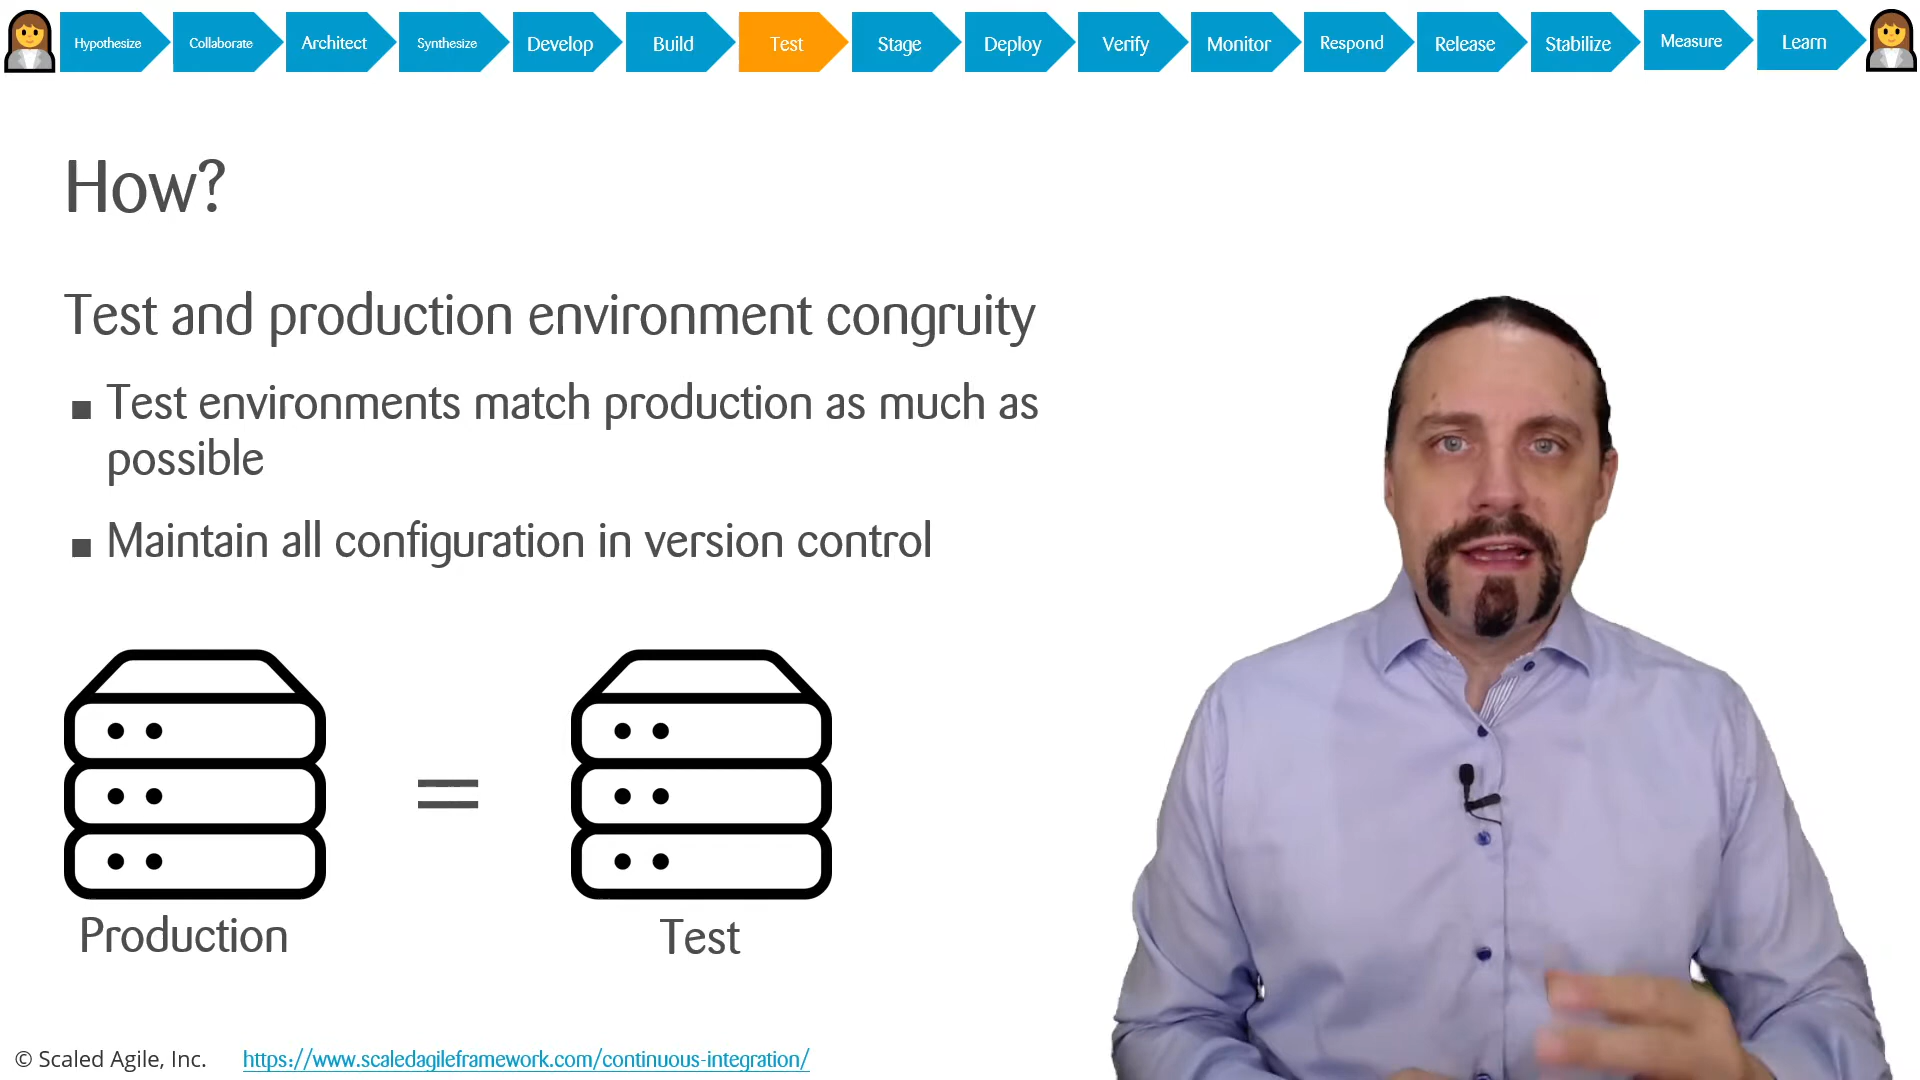 Hypothesize
Collaborate
Architect
Synthesize
Develop
Build
Test
Stage
Deploy
Verify
Monitor
Respond
Release
Stabilize
Measure
Learn
How?
Test and production environment congruity
■ Test environments match production as much as
possible
■ Maintain all configuration in version control
=
Production
Test
© Scaled Agile, Inc.
https://www.scaledagileframework.com/continuous-integration/